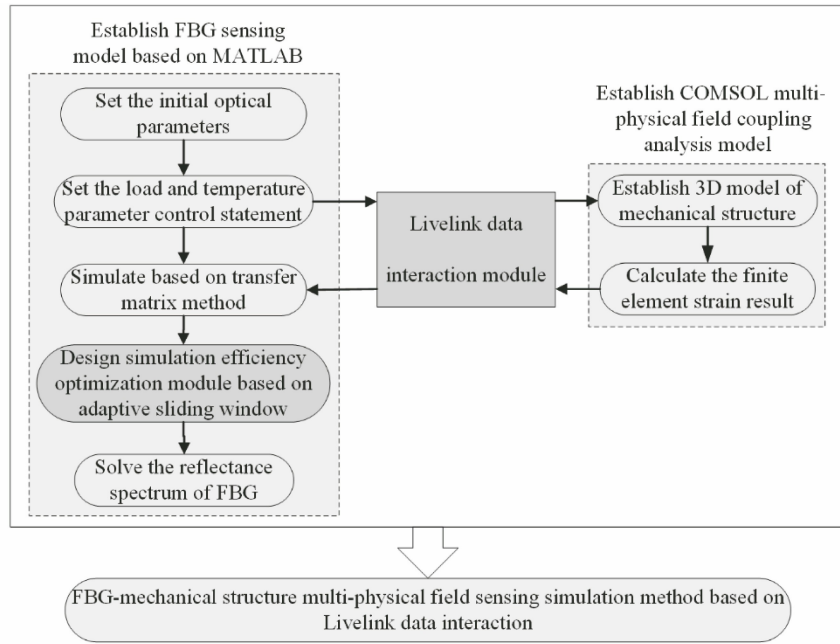 Establish FBG sensing
model based on MATLAB
Set the initial optical
parameters
Set the load and temperature
parameter control statement
Simulate based on transfer
matrix method
Design simulation efficiency
optimization module based on
adaptive sliding window
Solve the reflectance
spectrum of FBG
Livelink data
interaction module
Establish COMSOL multi-
physical field coupling
analysis model
Establish 3D model of
mechanical structure
Calculate the finite
element strain result
FBG-mechanical structure multi-physical field sensing simulation method based on
Livelink data interaction